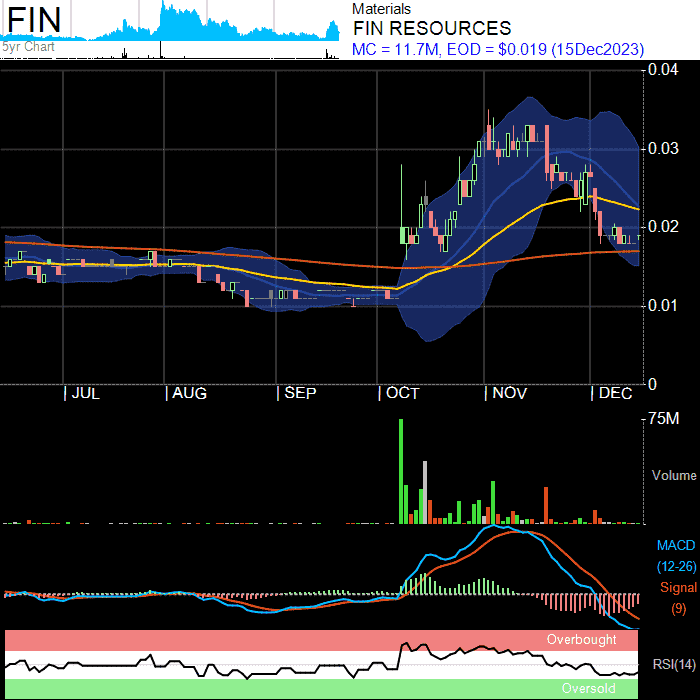 FIN
5yr Chart
Materials
FIN RESOURCES
MC = 11.7M, EOD = $0.019 (15Dec2023)
0.04
0.03
0.02
0.01
0
| JUL | AUG | SEP | OCT | NOV | DEC
75M
Volume
MACD
(12-26)
Signal
(9)
Overbought
RSI(14)
Oversold